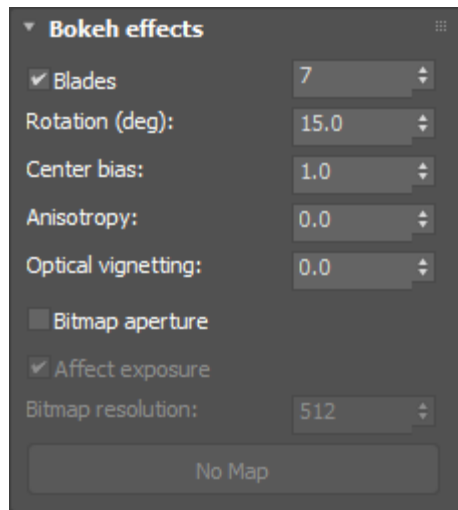 Bokeh effects
Blades 7
Rotation (deg): 15.0
Center bias: 1.0
Anisotropy: 0.0
Optical vignetting: 0.0
Bitmap aperture
Affect exposure
Bitmap resolution: 512
No Map